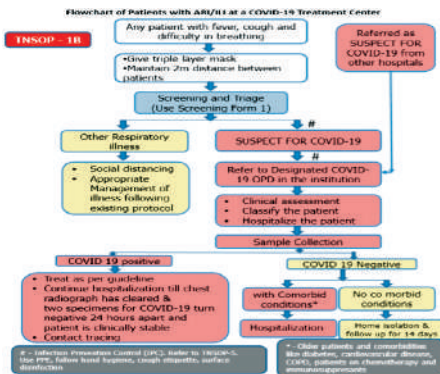 Flowchart of Patients with ARI/ILI at a COVID-19 Treatment Center
TNSOP - 1B
Any patient with fever, cough and
difficulty in breathing
•Give triple layer mask
•Maintain 2m distance between
patients
Referred as
SUSPECT FOR
COVID-19 from
other hospitals
Screening and Triage
(Use Screening Form 1)
#
Other Respiratory
illness
SUSPECT FOR COVID-19
#
• Social distancing
• Appropriate
Management of
illness following
existing protocol
Refer to Designated COVID-
19 OPD in the institution
• Clinical assessment
• Classify the patient
• Hospitalize the patient
Sample Collection
COVID 19 positive
COVID 19 Negative
• Treat as per guideline
• Continue hospitalization till chest
radiograph has cleared &
two specimens for COVID-19 turn
negative 24 hours apart and
patient is clinically stable
• Contact tracing
with Comorbid
conditions*
No co morbid
conditions
Hospitalization
Home isolation &
follow up for 14 days
# - Infection Prevention Control (IPC). Refer to TNSOP-5.
Use PPE, follow hand hygiene, cough etiquette, surface
disinfection
* - Older patients and comorbidities
like diabetes, cardiovascular disease,
COPD, patients on chemotherapy and
immunosuppressants